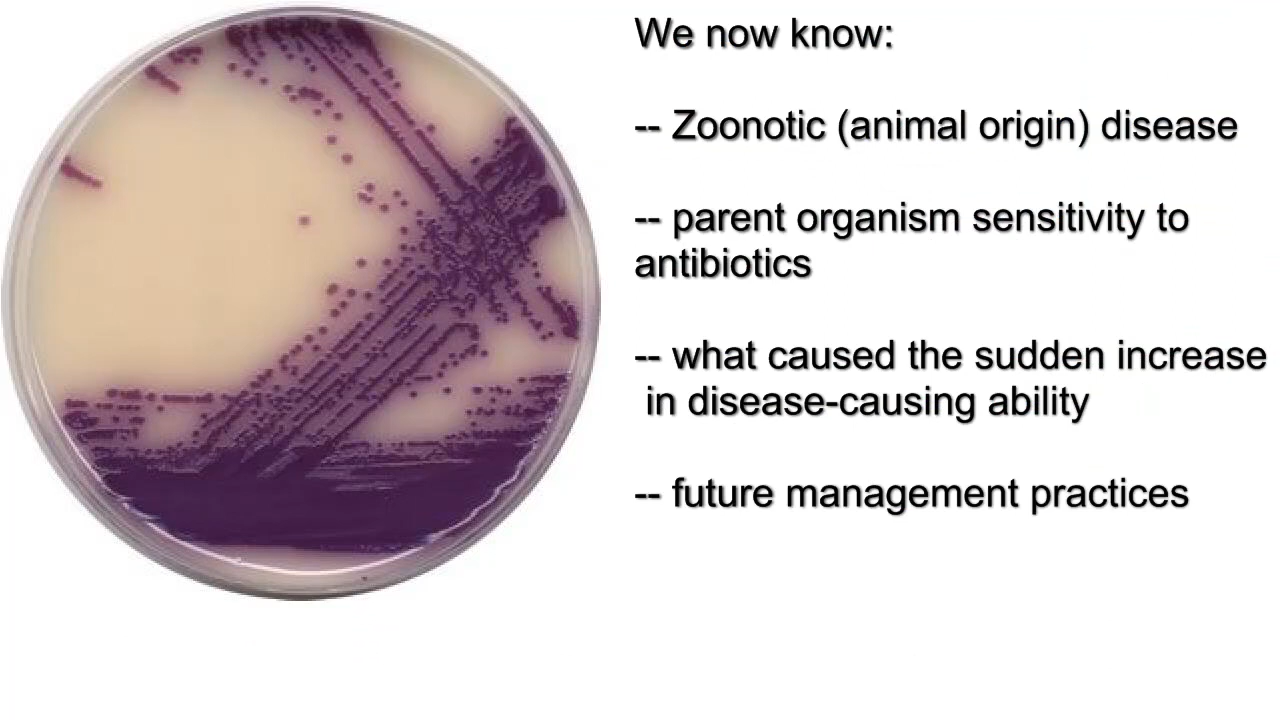 We now know:
-- Zoonotic (animal origin) disease
-- parent organism sensitivity to
antibiotics
-- what caused the sudden increase
in disease-causing ability
-- future management practices